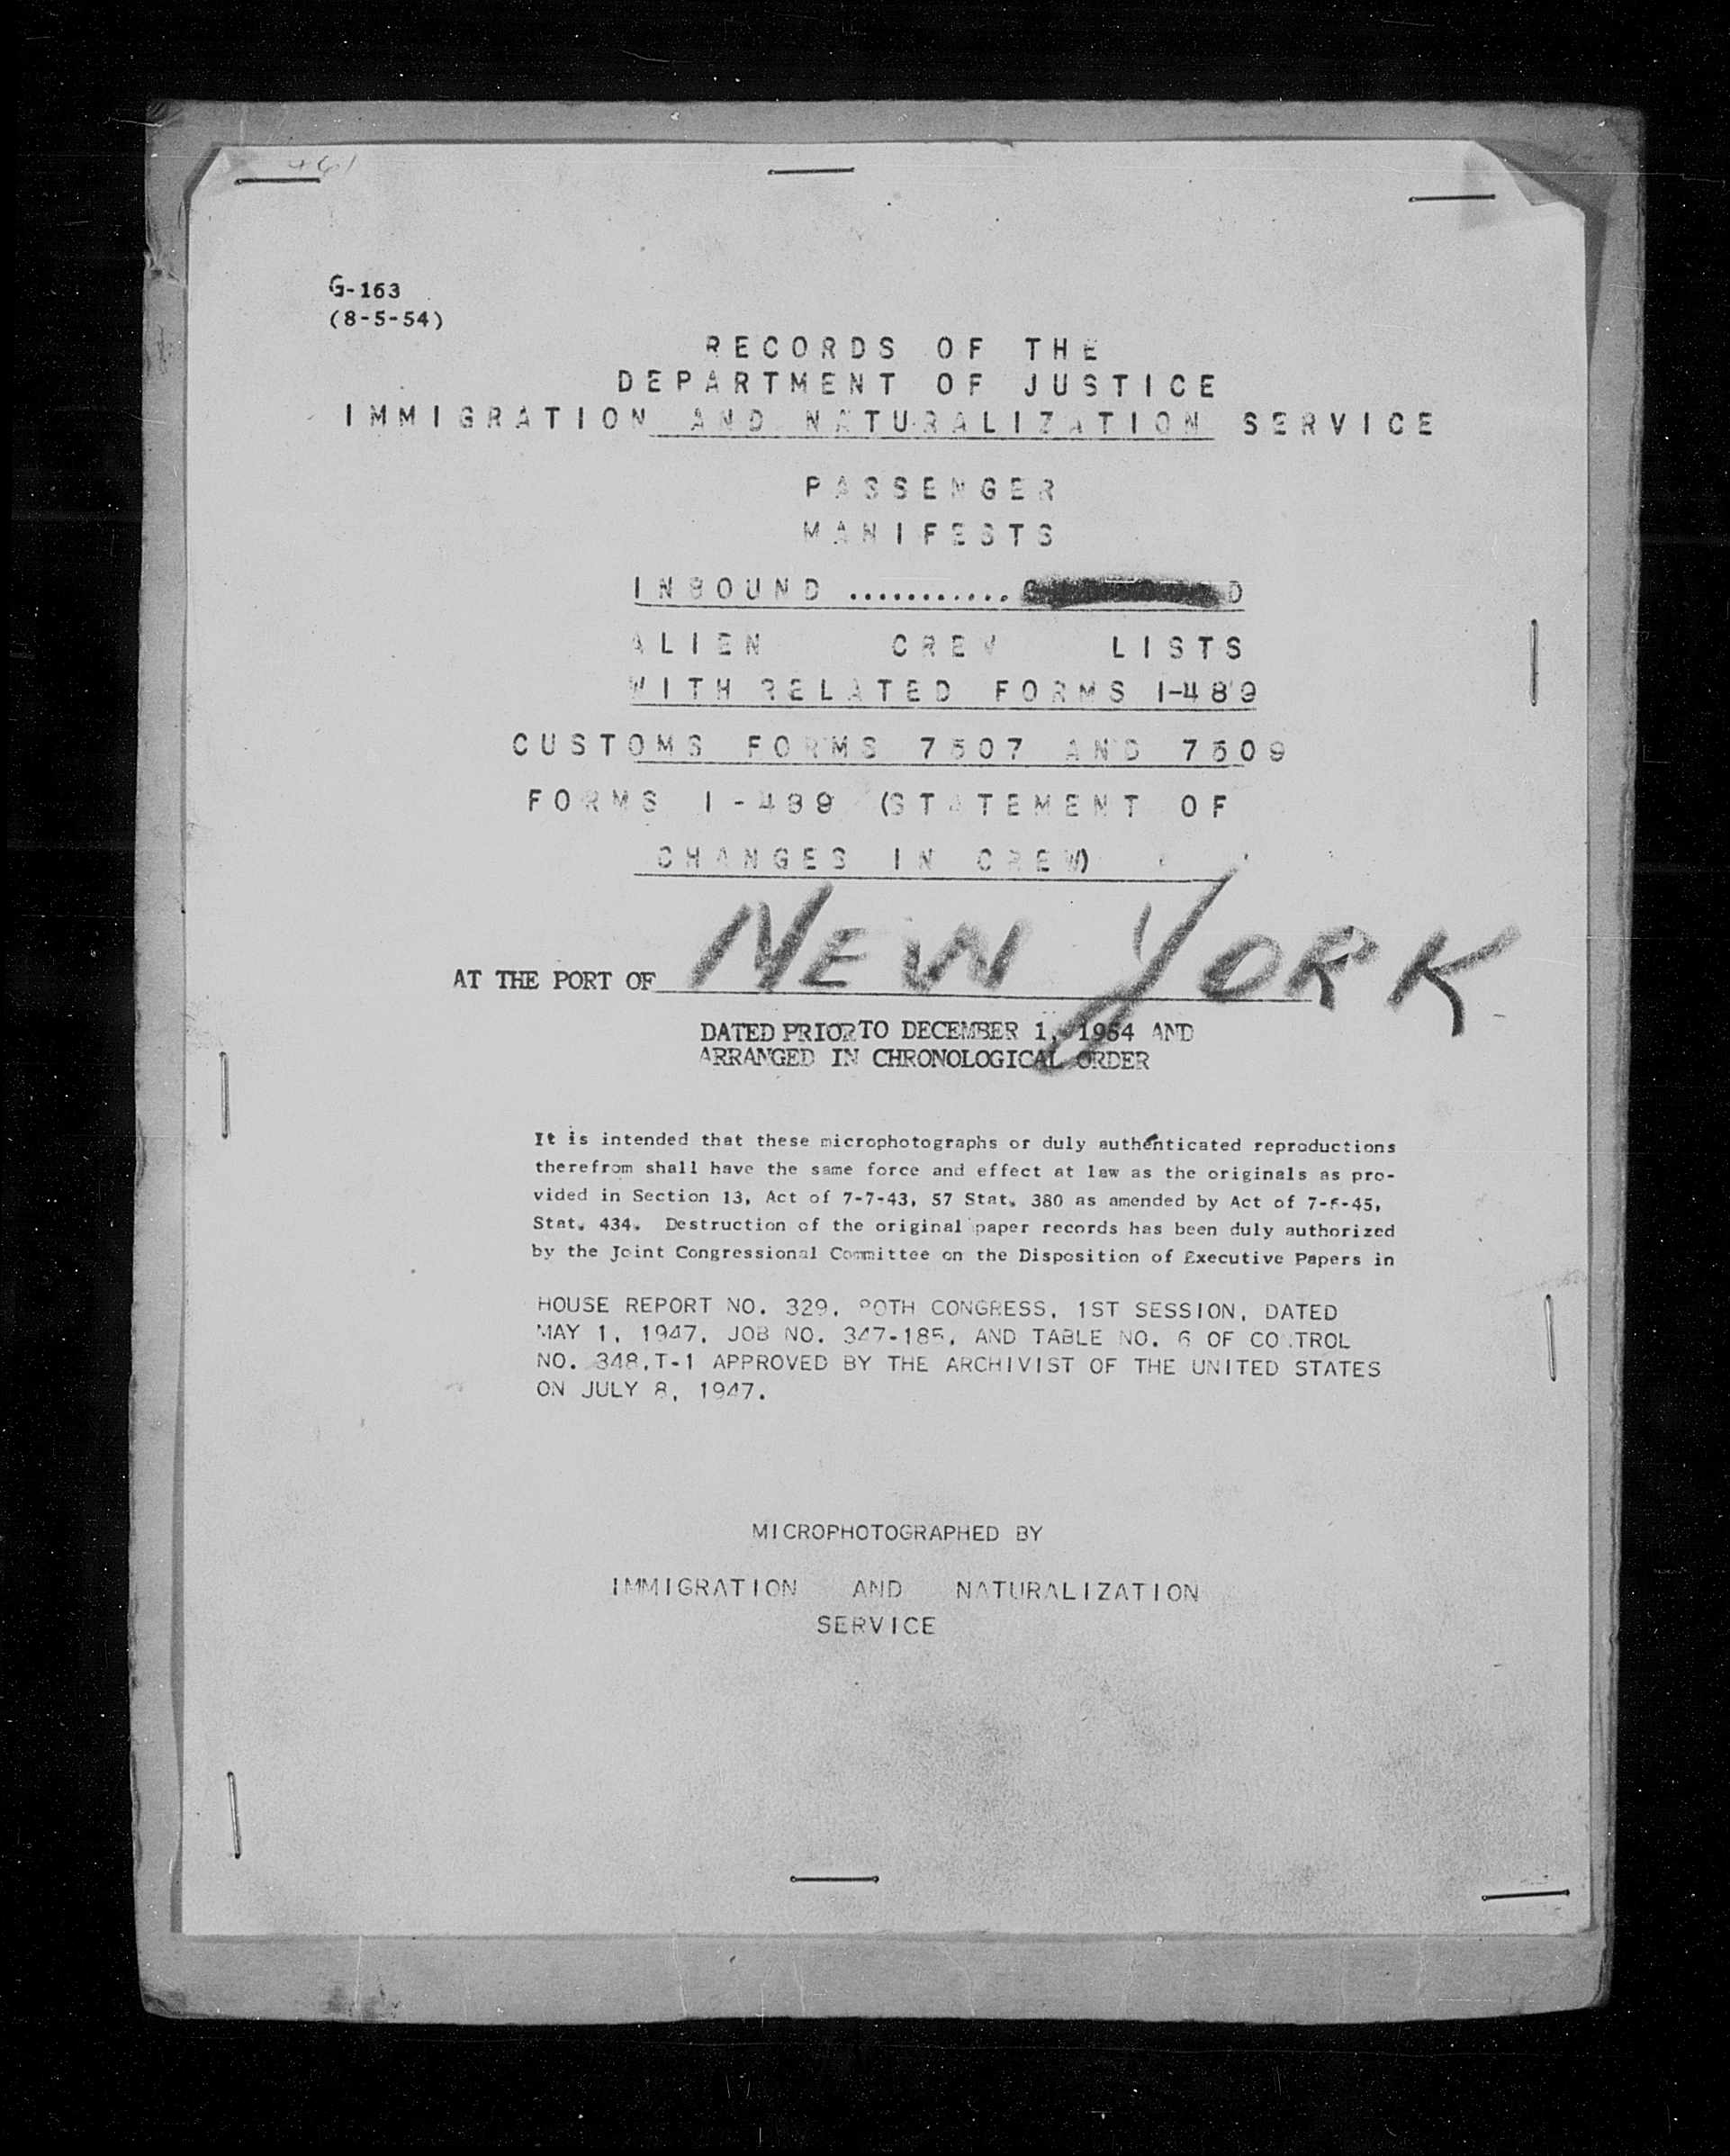 G-163
(8-5-54)
RECORDS OF THE
DEPARTMENT OF JUSTICE
IMMIGRATION AND NATURALIZATION SERVICE
PASSENGER
MANIFESTS
INBOUND ...........
ALIEN CREW LISTS
WITH RELATED FORMS I-489
CUSTOMS FORMS 7507 AND 7509
FORMS I-489 (STATEMENT OF
CHANGES IN CREW)
AT THE PORT OF NEW YORK
DATED PRIOR TO DECEMBER 1, 1954 AND
ARRANGED IN CHRONOLOGICAL ORDER
It is intended that these microphotographs or duly authenticated reproductions
therefrom shall have the same force and effect at law as the originals as pro-
vided in Section 13, Act of 7-7-43, 57 Stat. 380 as amended by Act of 7-6-45,
Stat. 434. Destruction of the original paper records has been duly authorized
by the Joint Congressional Committee on the Disposition of Executive Papers in
HOUSE REPORT NO. 329, 80TH CONGRESS, 1ST SESSION, DATED
MAY 1, 1947, JOB NO. 347-185, AND TABLE NO. 6 OF CO TROL
NO. 348,T-1 APPROVED BY THE ARCHIVIST OF THE UNITED STATES
ON JULY 8, 1947.
MICROPHOTOGRAPHED BY
IMMIGRATION AND NATURALIZATION
SERVICE